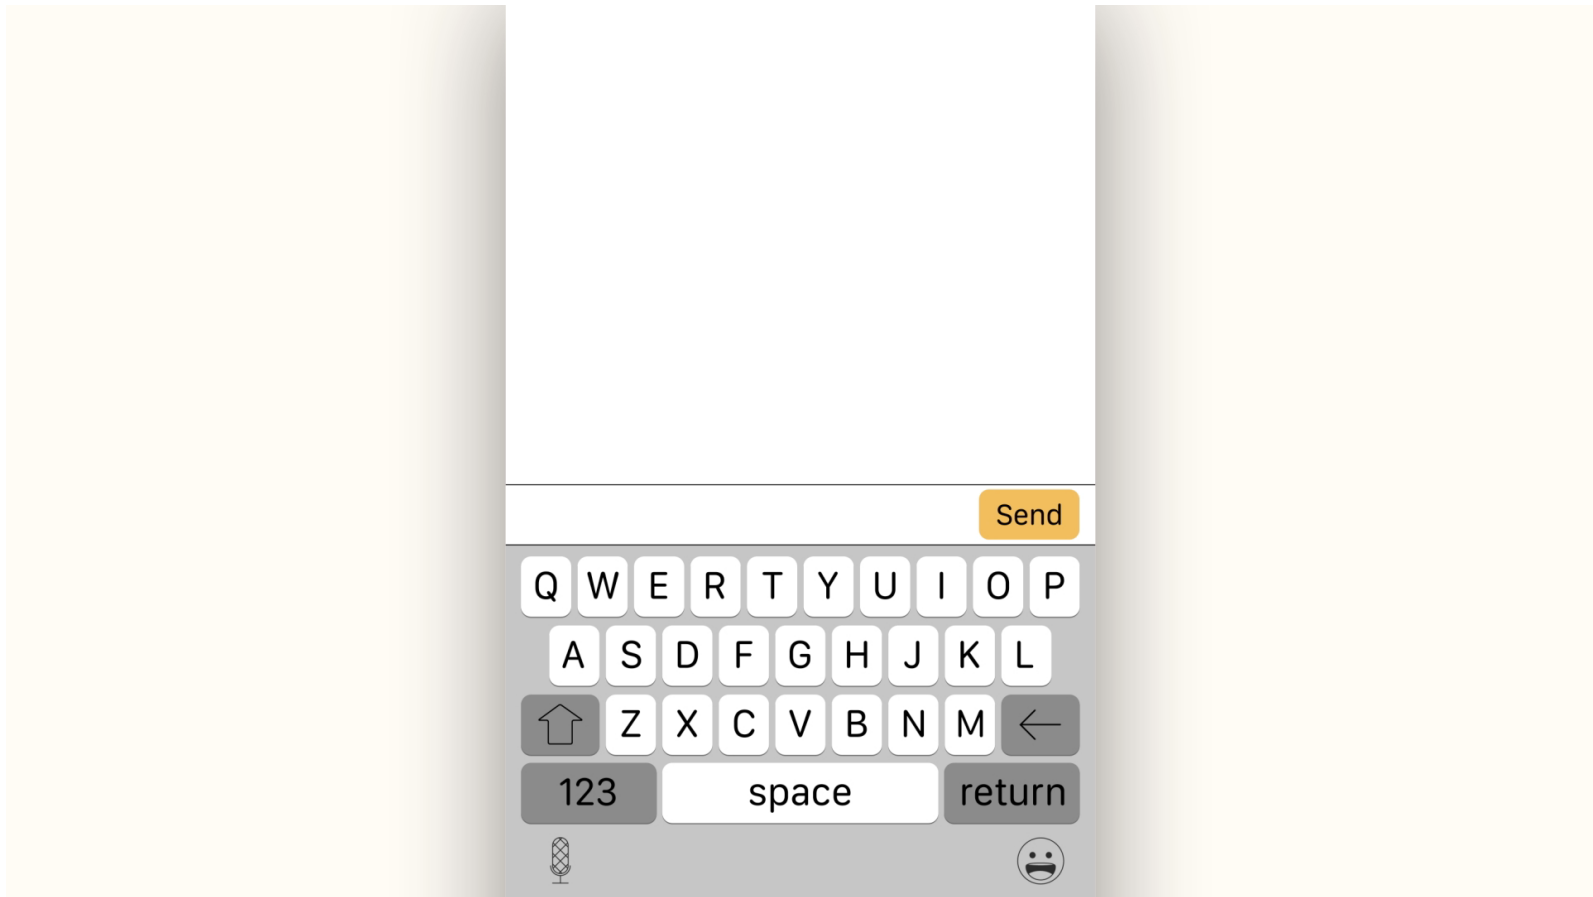 Send
Q W E R T Y U I O P
A S D F G H J K L
Z X C V B N M
123 space return